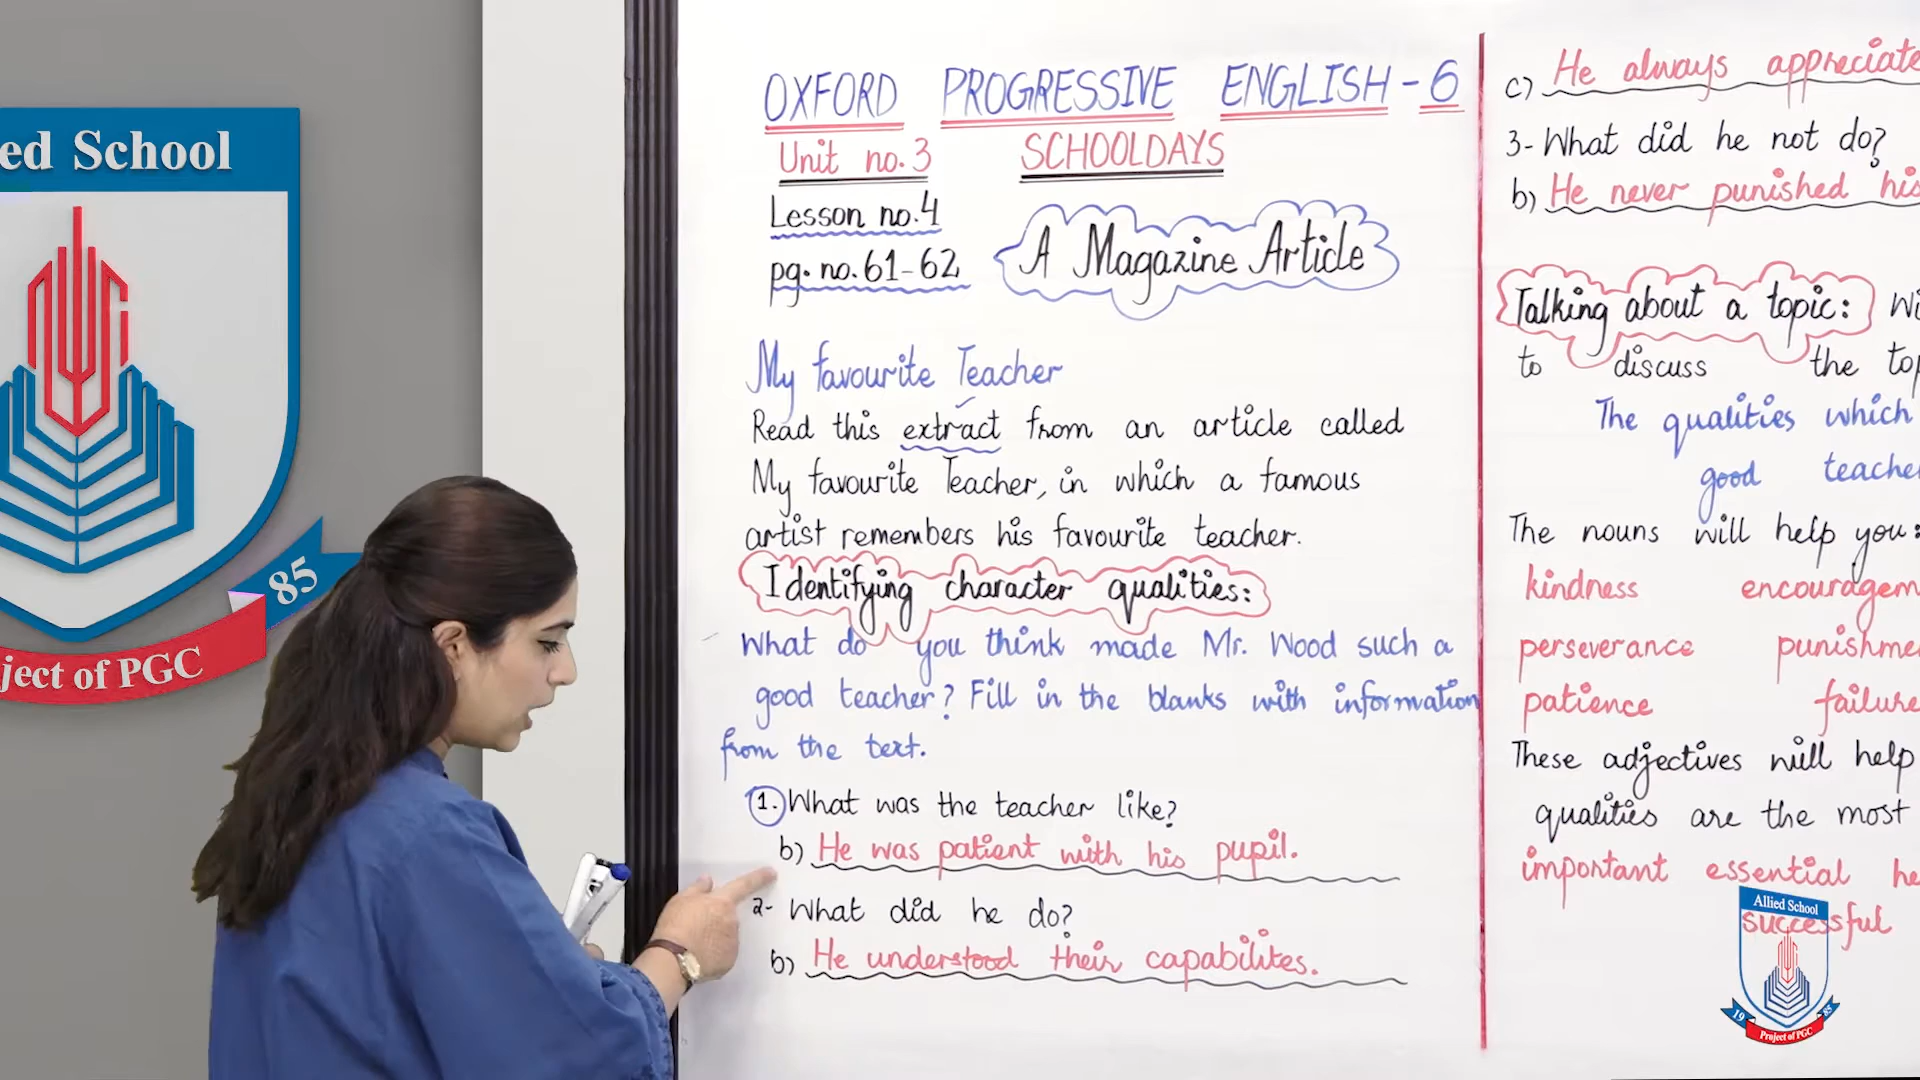 ed School
85
ject of PGC
OXFORD PROGRESSIVE ENGLISH-6
Unit no.3 SCHOOLDAYS
Lesson no.4
pg. no.61-62
A Magazine Article
My favourite Teacher
Read this extract from an article called
My favourite Teacher, in which a famous
artist remembers his favourite teacher.
Identifying character qualities:
What do you think made Mr. Wood such a
good teacher? Fill in the blanks with information
from the text.
1. What was the teacher like?
b) He was patient with his pupil.
2- What did he do?
b) He understood their capabilites.
c) He always appreciate
3- What did he not do?
b) He never punished his
Talking about a topic: Wi
to discuss the top
The qualities which
good teacher
The nouns will help you:
kindness encouragem
perseverance punishme
patience failure
These adjectives will help
qualities are the most
important essential he
successful
Allied School
19 85
Project of PGC